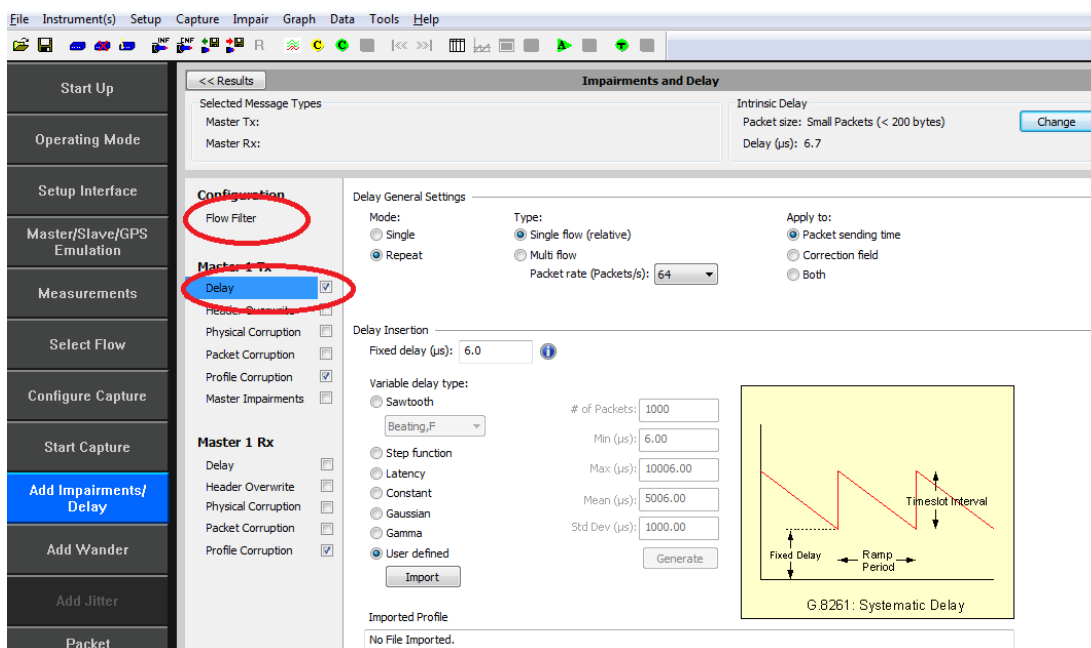 File Instrument(s) Setup Capture Impair Graph Data Tools Help
INF CNF R C C A T
Start Up
Operating Mode
Setup Interface
Master/Slave/GPS
Emulation
Measurements
Select Flow
Configure Capture
Start Capture
Add Impairments/
Delay
Add Wander
Add Jitter
Packet
<< Results
Impairments and Delay
Selected Message Types
Master Tx:
Master Rx:
Intrinsic Delay
Packet size: Small Packets (< 200 bytes)
Change
Delay (µs): 6.7
Configuration
Flow Filter
Master 1 Tx
Delay
Header Overwrite
Physical Corruption
Packet Corruption
Profile Corruption
Master Impairments
Master 1 Rx
Delay
Header Overwrite
Physical Corruption
Packet Corruption
Profile Corruption
Delay General Settings
Mode:
Single
Repeat
Type:
Single flow (relative)
Multi flow
Packet rate (Packets/s): 64
Apply to:
Packet sending time
Correction field
Both
Delay Insertion
Fixed delay (µs): 6.0
Variable delay type:
Sawtooth
Beating,F
Step function
Latency
Constant
Gaussian
Gamma
User defined
Import
# of Packets: 1000
Min (µs): 6.00
Max (µs): 10006.00
Mean (µs): 5006.00
Std Dev (µs): 1000.00
Generate
Timeslot Interval
Fixed Delay
Ramp
Period
G.8261: Systematic Delay
Imported Profile
No File Imported.